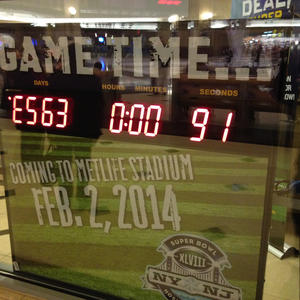 GAME TIME...
DAYS HOURS MINUTES SECONDS
E563 0:00 91
COMING TO METLIFE STADIUM
FEB. 2, 2014
SUPER BOWL
XLVIII
NY NJ
DEAL